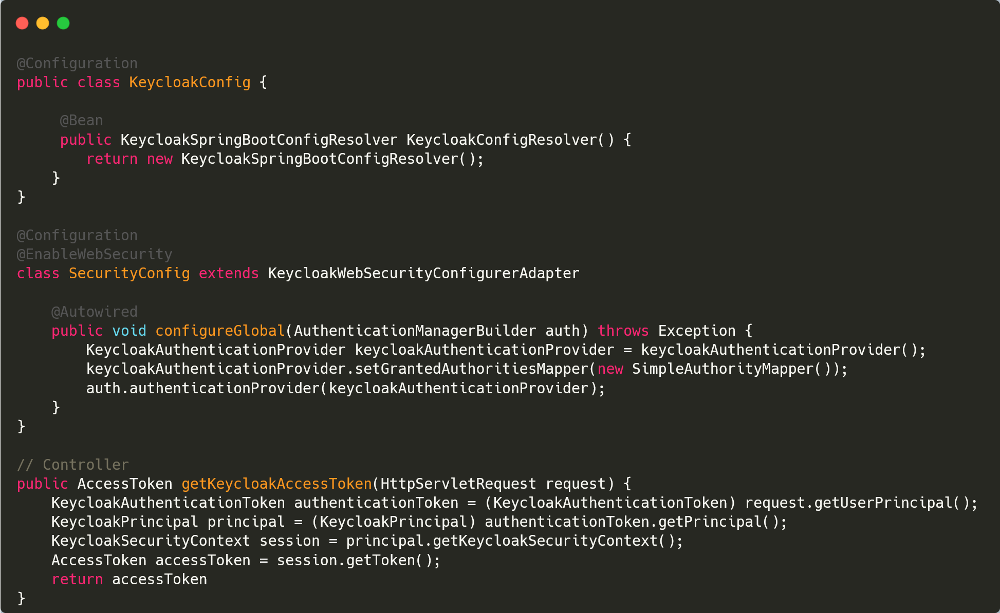 @Configuration
public class KeycloakConfig {
@Bean
public KeycloakSpringBootConfigResolver KeycloakConfigResolver() {
return new KeycloakSpringBootConfigResolver();
}
}
@Configuration
@EnableWebSecurity
class SecurityConfig extends KeycloakWebSecurityConfigurerAdapter
@Autowired
public void configureGlobal(AuthenticationManagerBuilder auth) throws Exception {
KeycloakAuthenticationProvider keycloakAuthenticationProvider = keycloakAuthenticationProvider();
keycloakAuthenticationProvider.setGrantedAuthoritiesMapper(new SimpleAuthorityMapper());
auth.authenticationProvider(keycloakAuthenticationProvider);
}
}
// Controller
public AccessToken getKeycloakAccessToken(HttpServletRequest request) {
KeycloakAuthenticationToken authenticationToken = (KeycloakAuthenticationToken) request.getUserPrincipal();
KeycloakPrincipal principal = (KeycloakPrincipal) authenticationToken.getPrincipal();
KeycloakSecurityContext session = principal.getKeycloakSecurityContext();
AccessToken accessToken = session.getToken();
return accessToken
}